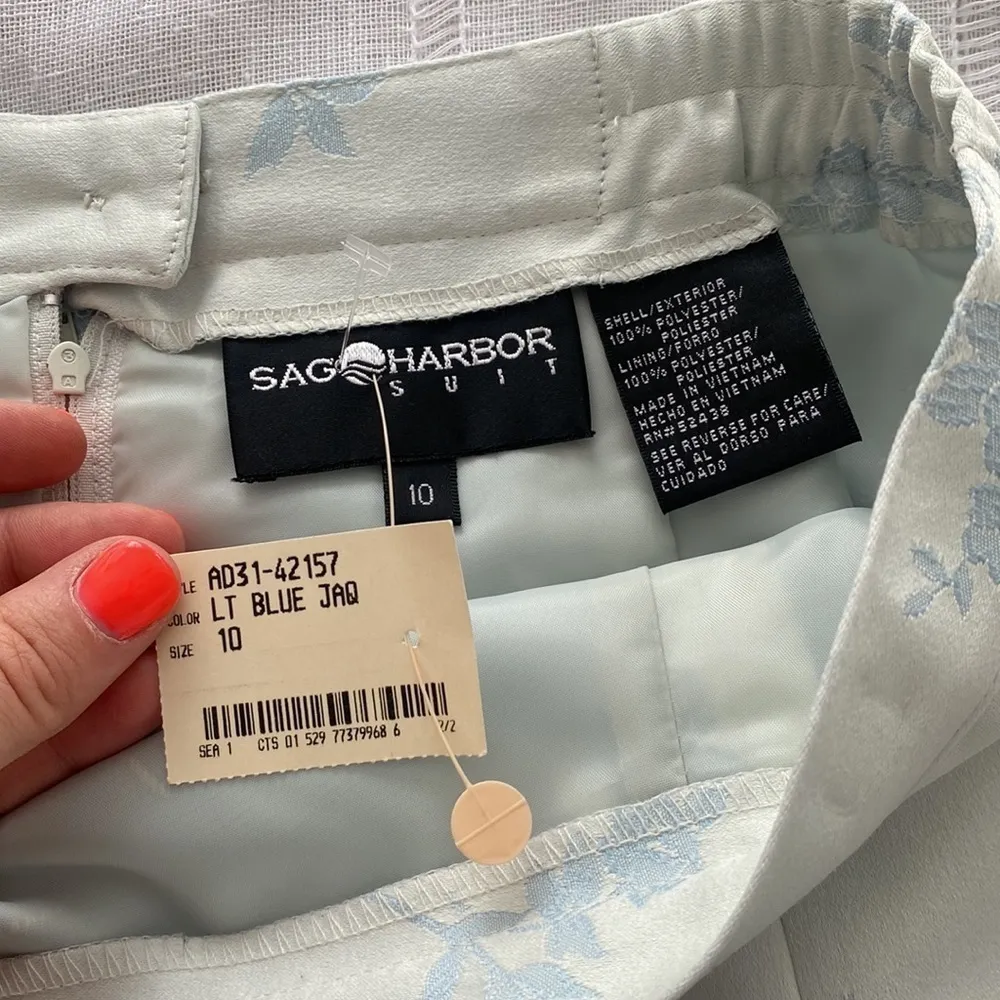 SAG HARBOR
SUIT
10
SHELL/EXTERIOR
100% POLYESTER/
POLIESTER
LINING/FORRO
100% POLYESTER/
POLIESTER
MADE IN VIETNAM
HECHO EN VIETNAM
RN# 52438
SEE REVERSE FOR CARE/
VER AL DORSO PARA
CUIDADO
AD31-42157
COLOR LT BLUE JAQ
SIZE 10
SEA 1 CTS 01 529 77379968 6 2/2